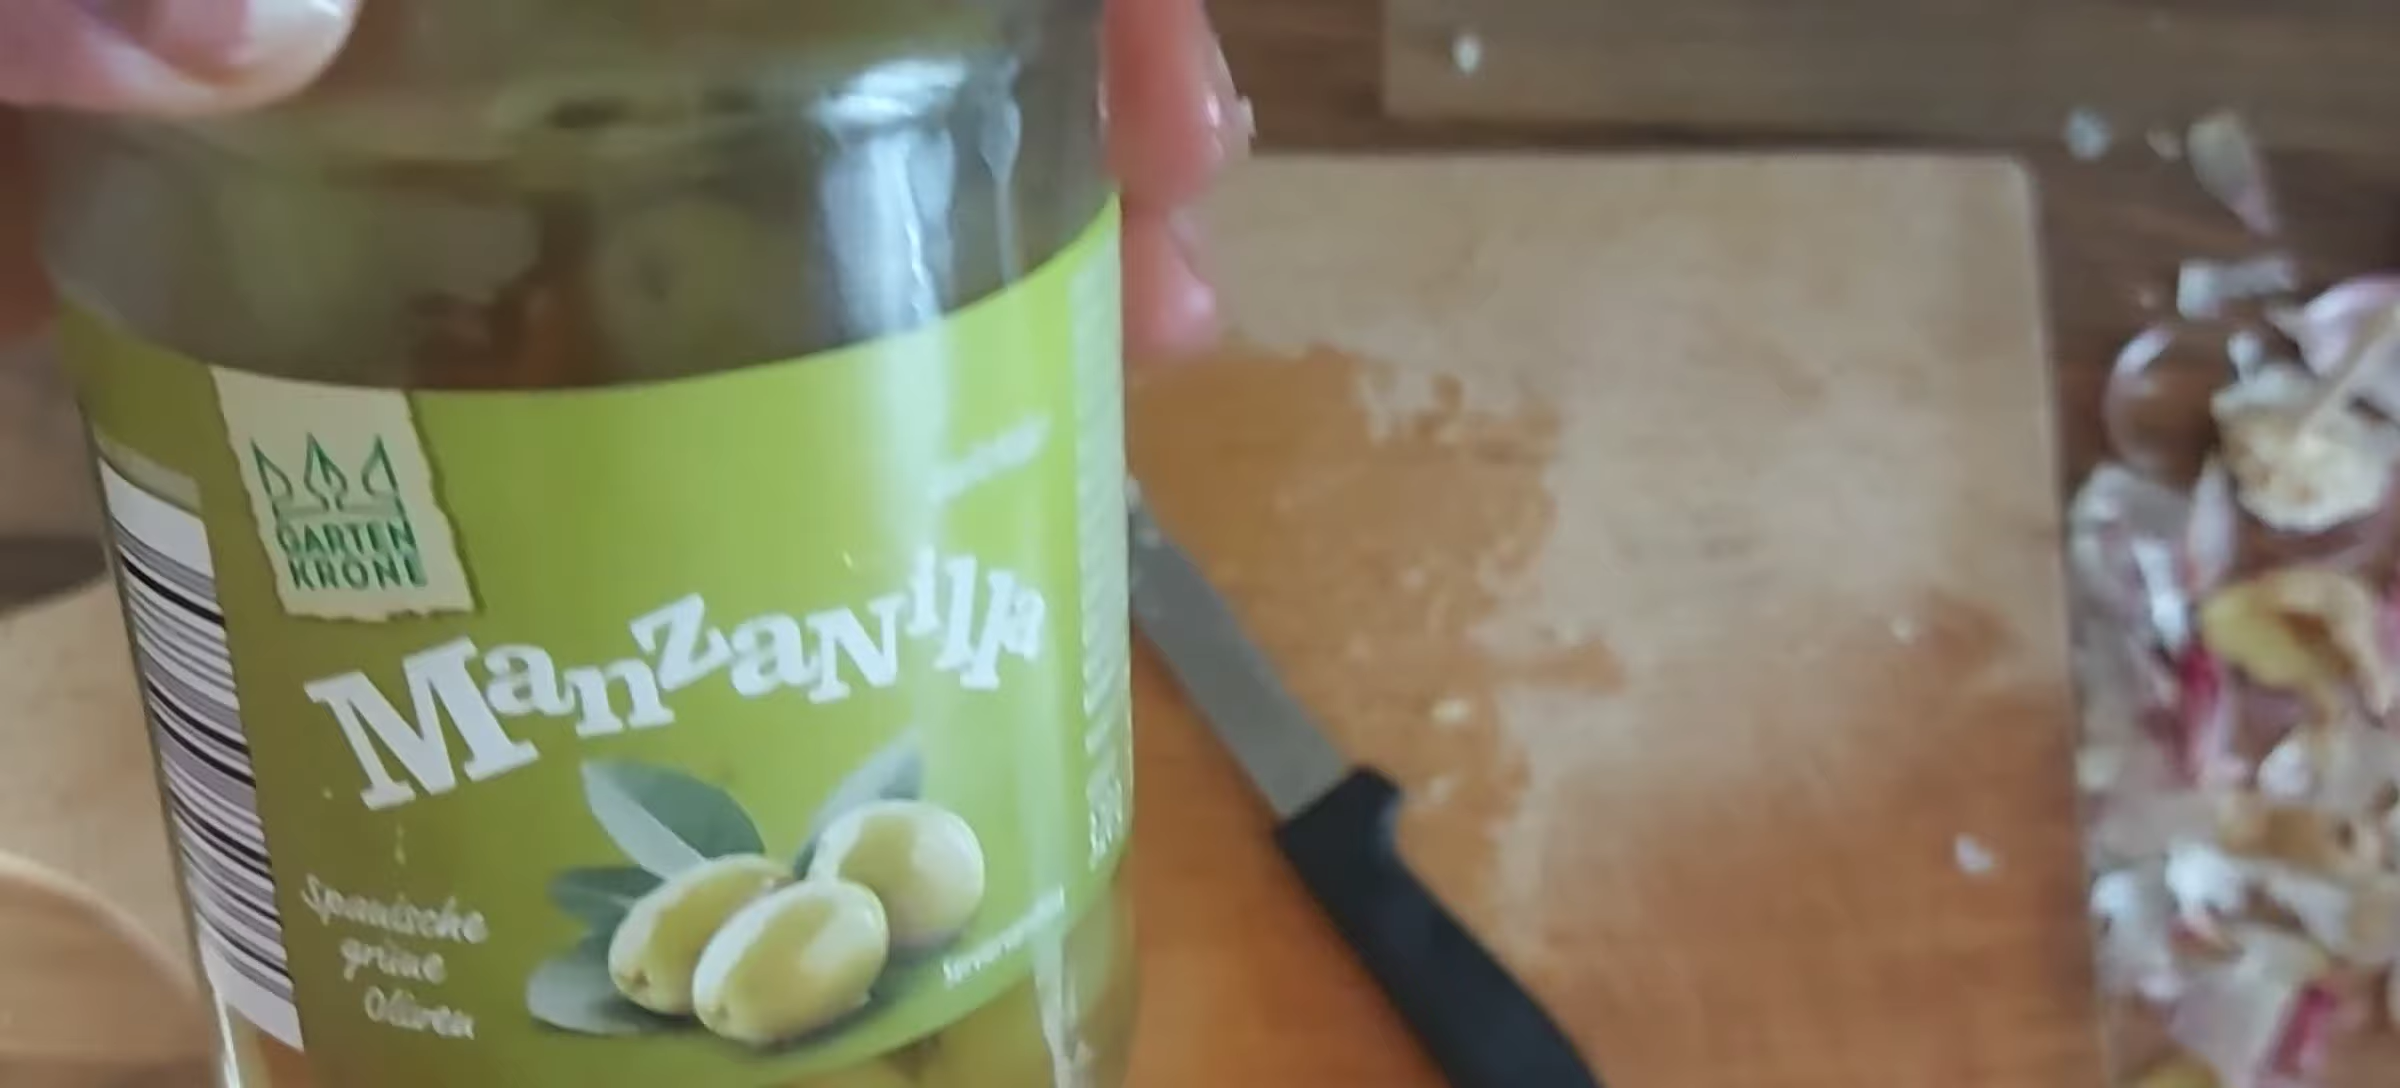 GARTEN
KRONE
Manzanilla
Spanische
grüne
Oliven